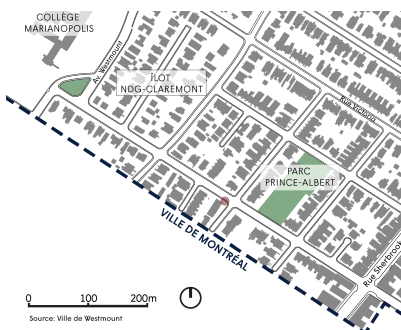 COLLÈGE
MARIANOPOLIS
Av. Westmount
ÎLOT
NDG-CLAREMONT
Rue Victoria
PARC
PRINCE-ALBERT
VILLE DE MONTRÉAL
Rue Sherbrooke
0 100 200m
Source: Ville de Westmount